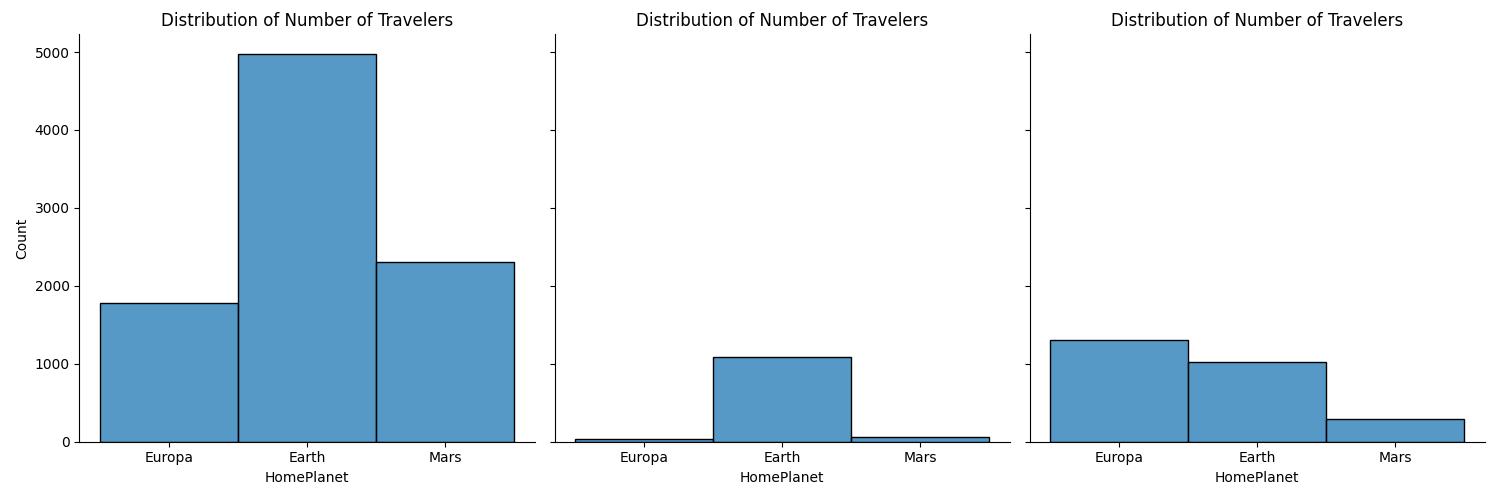 Distribution of Number of Travelers
Distribution of Number of Travelers
Distribution of Number of Travelers
5000
4000
3000
2000
1000
0
Count
Europa Earth Mars
HomePlanet
Europa Earth Mars
HomePlanet
Europa Earth Mars
HomePlanet